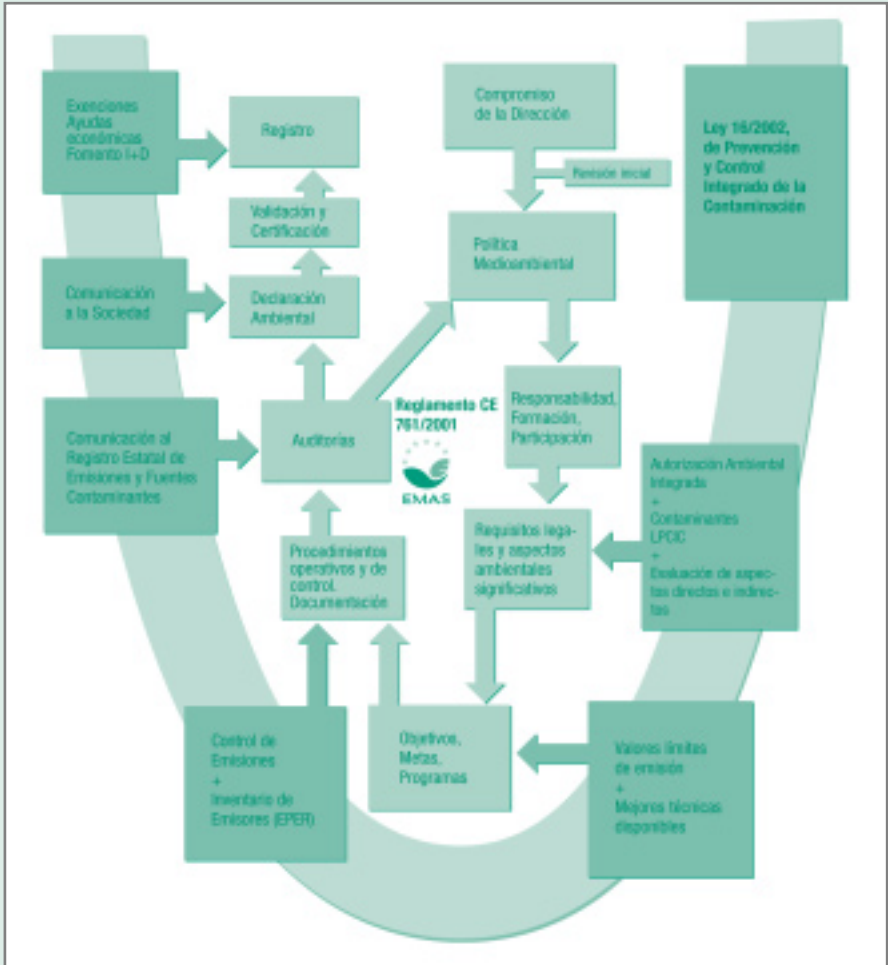 Exenciones
Ayudas
económicas
Fomento I+D
Registro
Compromiso
de la Dirección
Ley 16/2002,
de Prevención
y Control
Integrado de la
Contaminación
Revisión inicial
Validación y
Certificación
Política
Medioambiental
Comunicación
a la Sociedad
Declaración
Ambiental
Responsabilidad,
Formación,
Participación
Reglamento CE
761/2001
EMAS
Auditorías
Comunicación al
Registro Estatal de
Emisiones y Fuentes
Contaminantes
Autorización Ambiental
Integrada
+
Contaminantes
LPCIC
+
Evaluación de aspec-
tos directos e indirec-
tos
Requisitos lega-
les y aspectos
ambientales
significativos
Procedimientos
operativos y de
control.
Documentación
Control de
Emisiones
+
Inventario de
Emisores (EPER)
Objetivos,
Metas,
Programas
Valores límites
de emisión
+
Mejores técnicas
disponibles